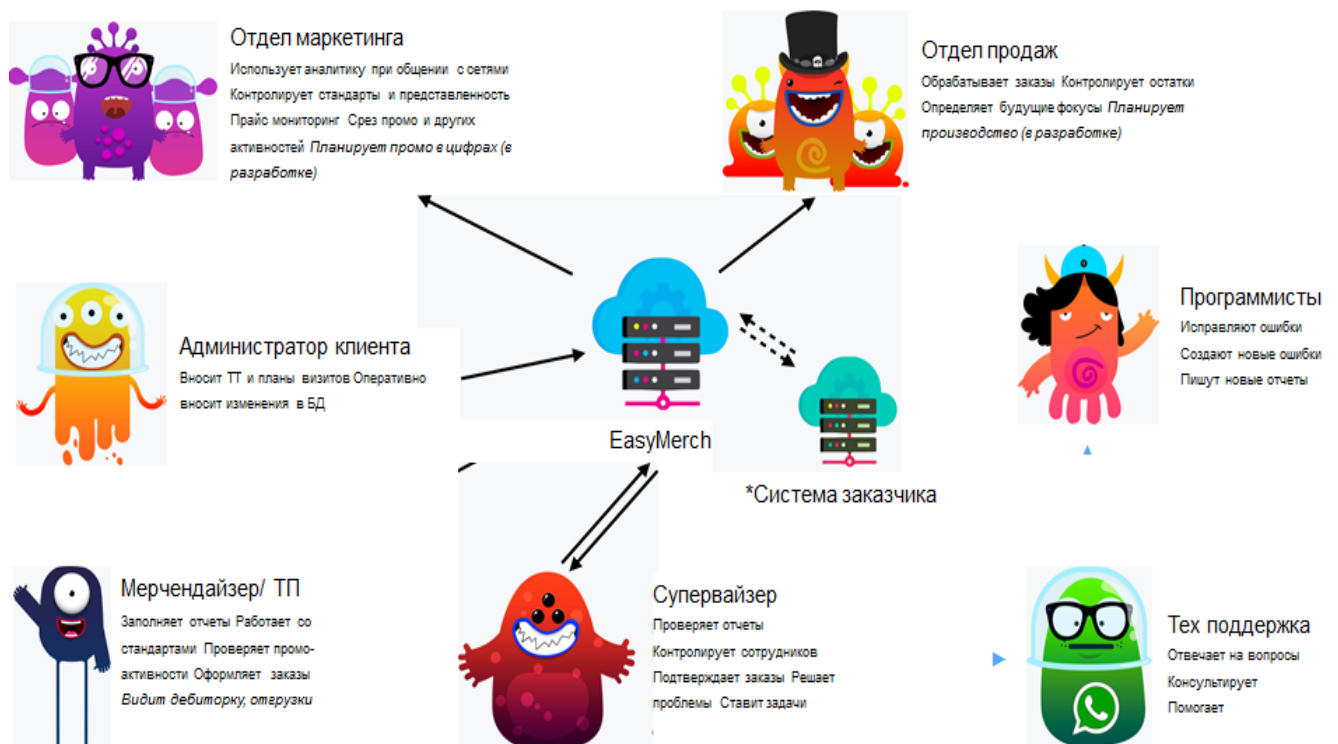 Отдел маркетинга
Использует аналитику при общении с сетями
Контролирует стандарты и представленность
Прайс мониторинг Срез промо и других
активностей Планирует промо в цифрах (в
разработке)
Отдел продаж
Обрабатывает заказы Контролирует остатки
Определяет будущие фокусы Планирует
производство (в разработке)
Администратор клиента
Вносит ТТ и планы визитов Оперативно
вносит изменения в БД
EasyMerch
*Система заказчика
Программисты
Исправляют ошибки
Создают новые ошибки
Пишут новые отчеты
Мерчендайзер/ ТП
Заполняет отчеты Работает со
стандартами Проверяет промо-
активности Оформляет заказы
Видит дебиторку, отгрузки
Супервайзер
Проверяет отчеты
Контролирует сотрудников
Подтверждает заказы Решает
проблемы Ставит задачи
Тех поддержка
Отвечает на вопросы
Консультирует
Помогает